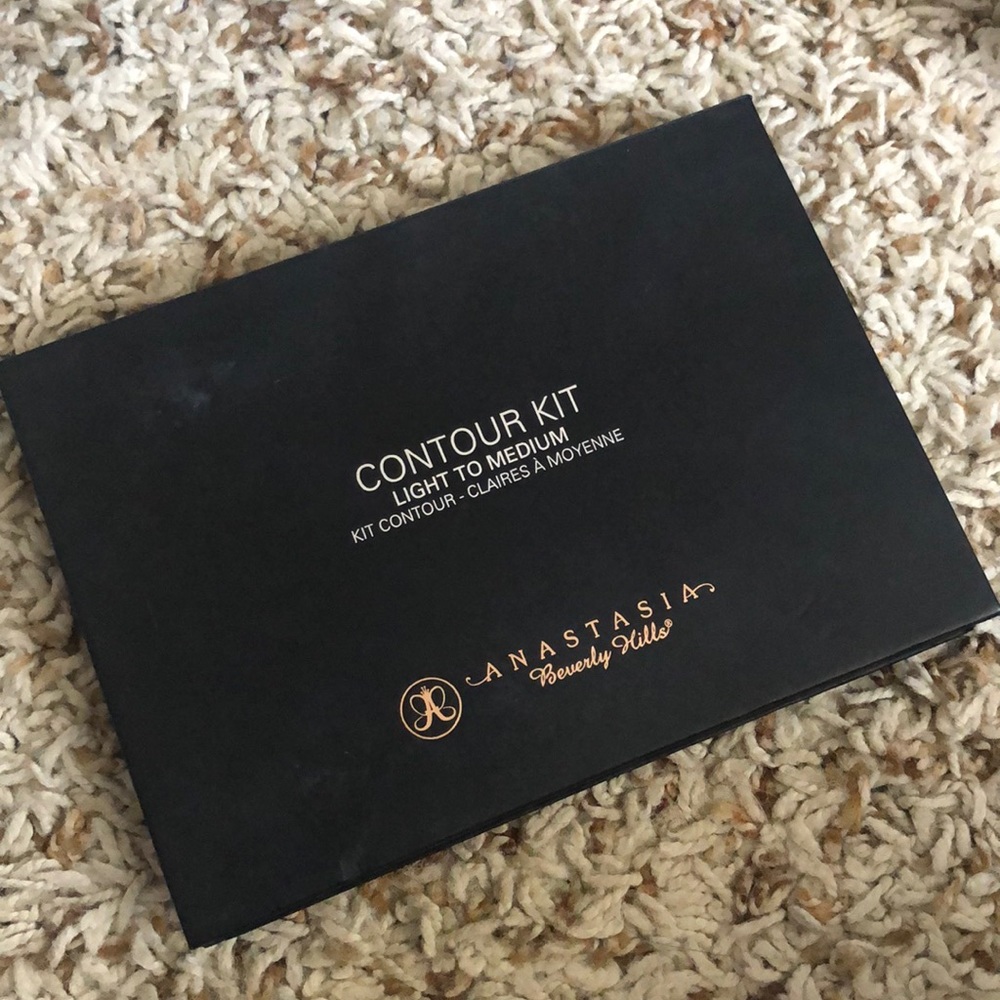 CONTOUR KIT
LIGHT TO MEDIUM
KIT CONTOUR - CLAIRES À MOYENNE
ANASTASIA
Beverly Hills®